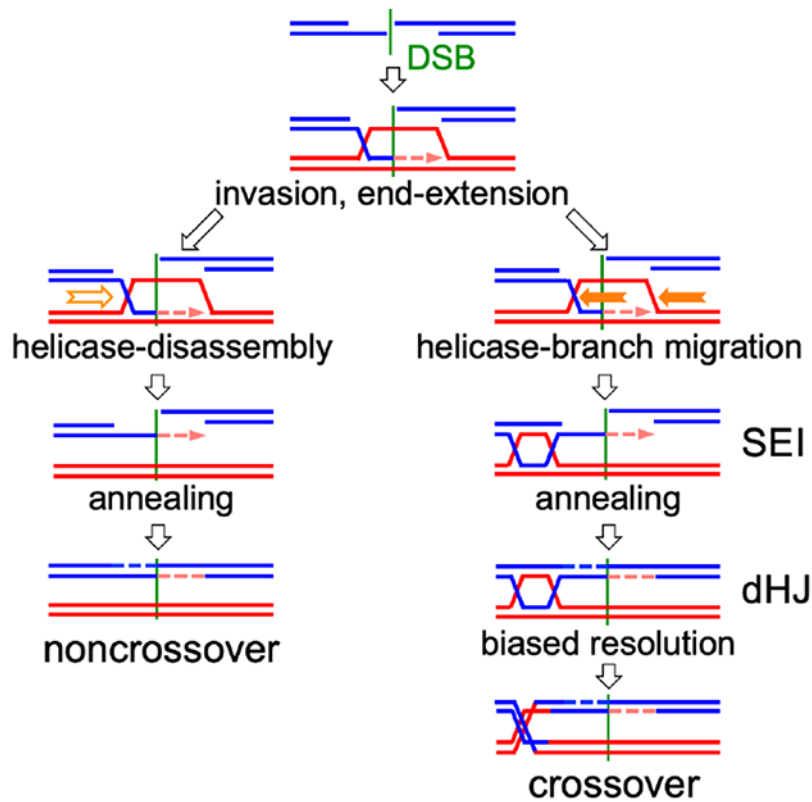 DSB
invasion, end-extension
helicase-disassembly
helicase-branch migration
SEI
annealing
annealing
dHJ
noncrossover
biased resolution
crossover